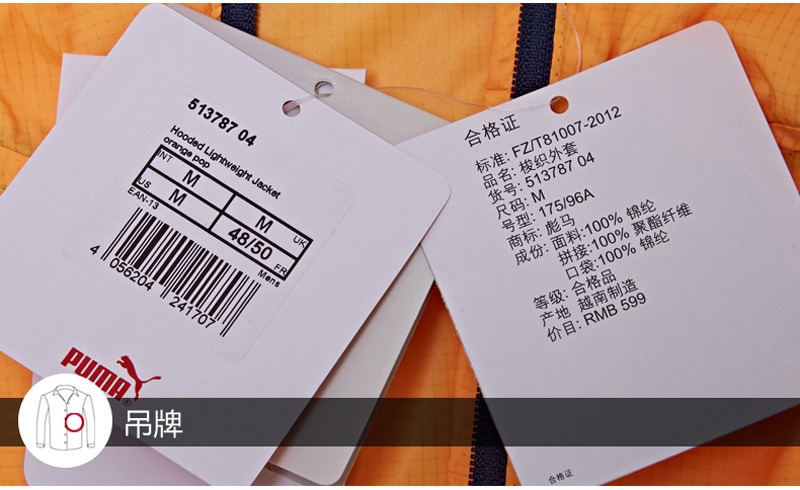 513787 04
Hooded Lightweight Jacket
orange pop
INT
M
M
UK
US
M
48/50
FR
EAN-13
Mens
4 056204 241707
PUMA
合格证
标准: FZ/T81007-2012
品名: 梭织外套
货号: 513787 04
尺码: M
号型: 175/96A
商标: 彪马
成份: 面料:100% 锦纶
拼接:100% 聚酯纤维
口袋:100% 锦纶
等级: 合格品
产地 越南制造
价目: RMB 599
合格证
吊牌